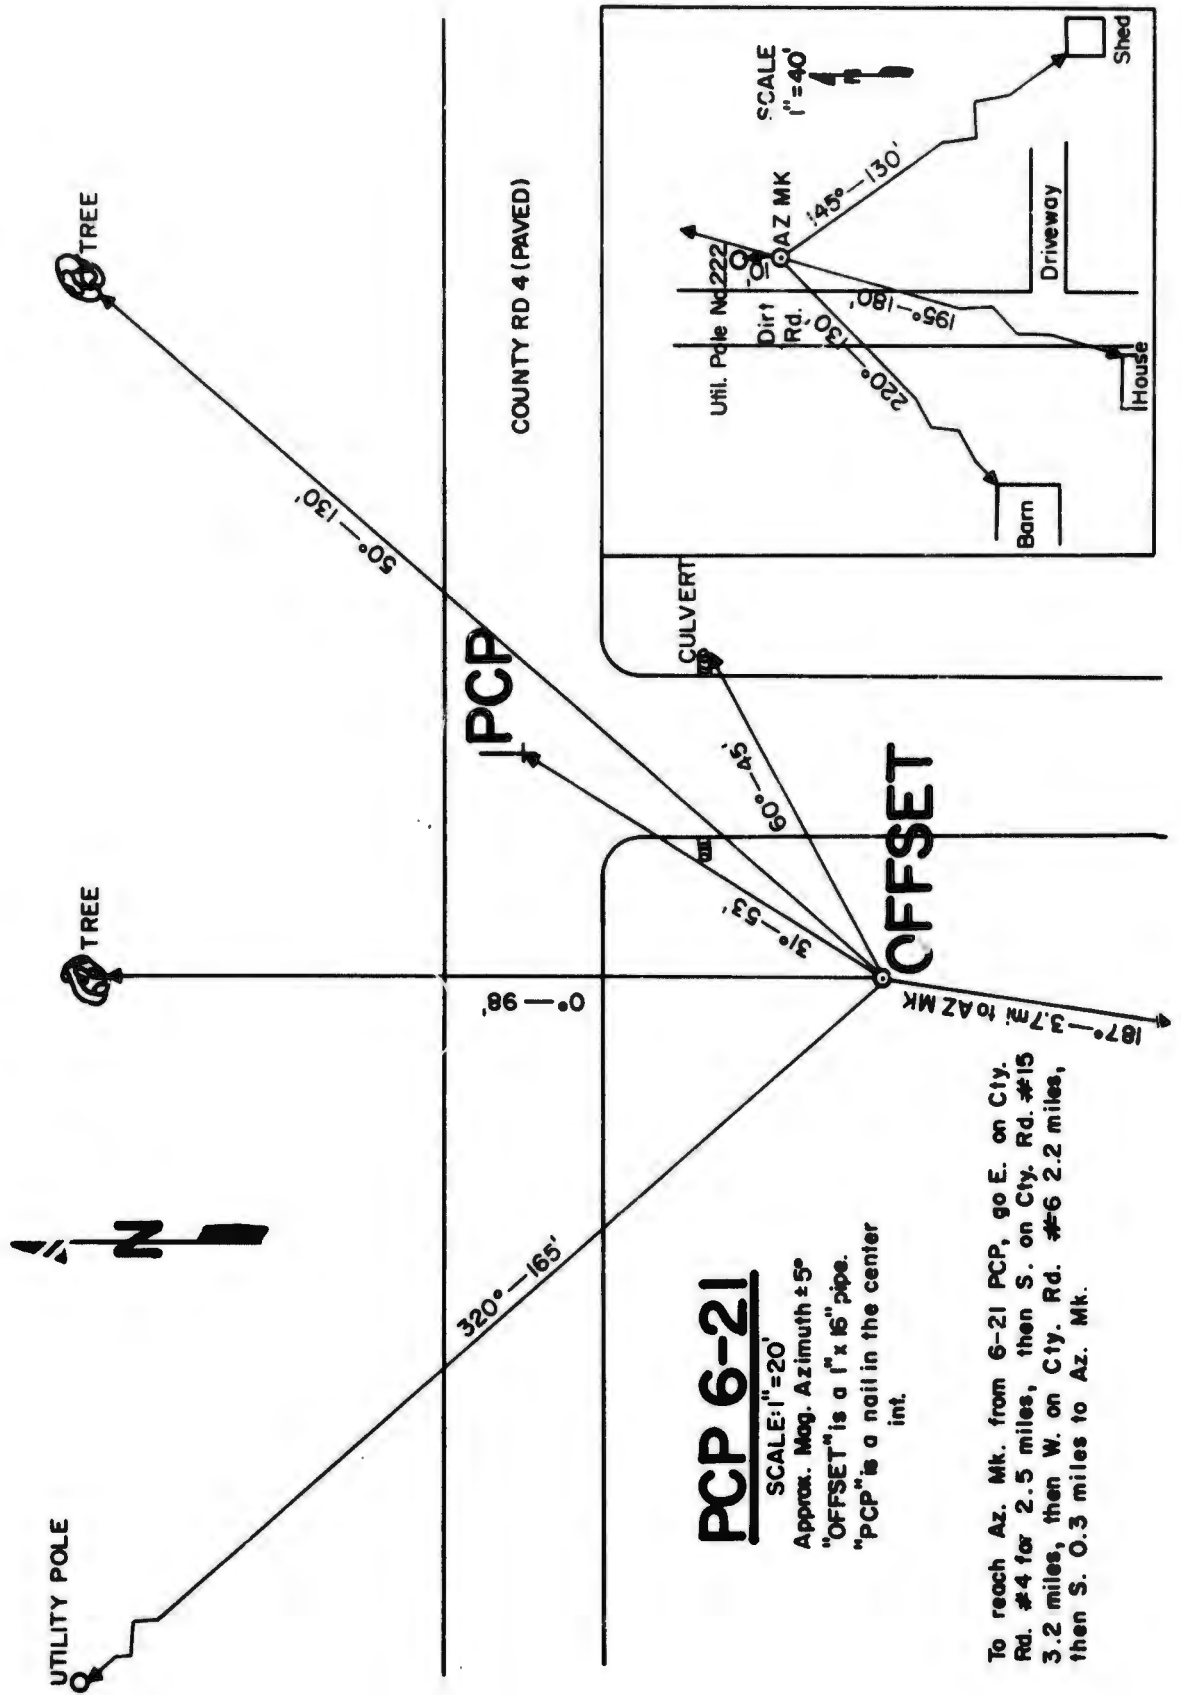 UTILITY POLE
TREE
TREE
320°—165'
0°—98'
50°—130'
COUNTY RD 4 (PAVED)
PCP
31°—53'
60°—45'
CULVERT
OFFSET
187°—3.7mi. to AZ MK
N
PCP 6-21
SCALE: 1"=20'
Approx. Mag. Azimuth ±5°
"OFFSET" is a 1" x 16" pipe.
"PCP" is a nail in the center
int.
To reach Az. Mk. from 6-21 PCP, go E. on Cty.
Rd. #4 for 2.5 miles, then S. on Cty. Rd. #15
3.2 miles, then W. on Cty. Rd. #6 2.2 miles,
then S. 0.3 miles to Az. Mk.
SCALE
1"=40'
N
Util. Pole No.222
10'
AZ MK
Dirt
Rd.
145°—130'
220°—130'
195°—180'
Driveway
Barn
House
Shed